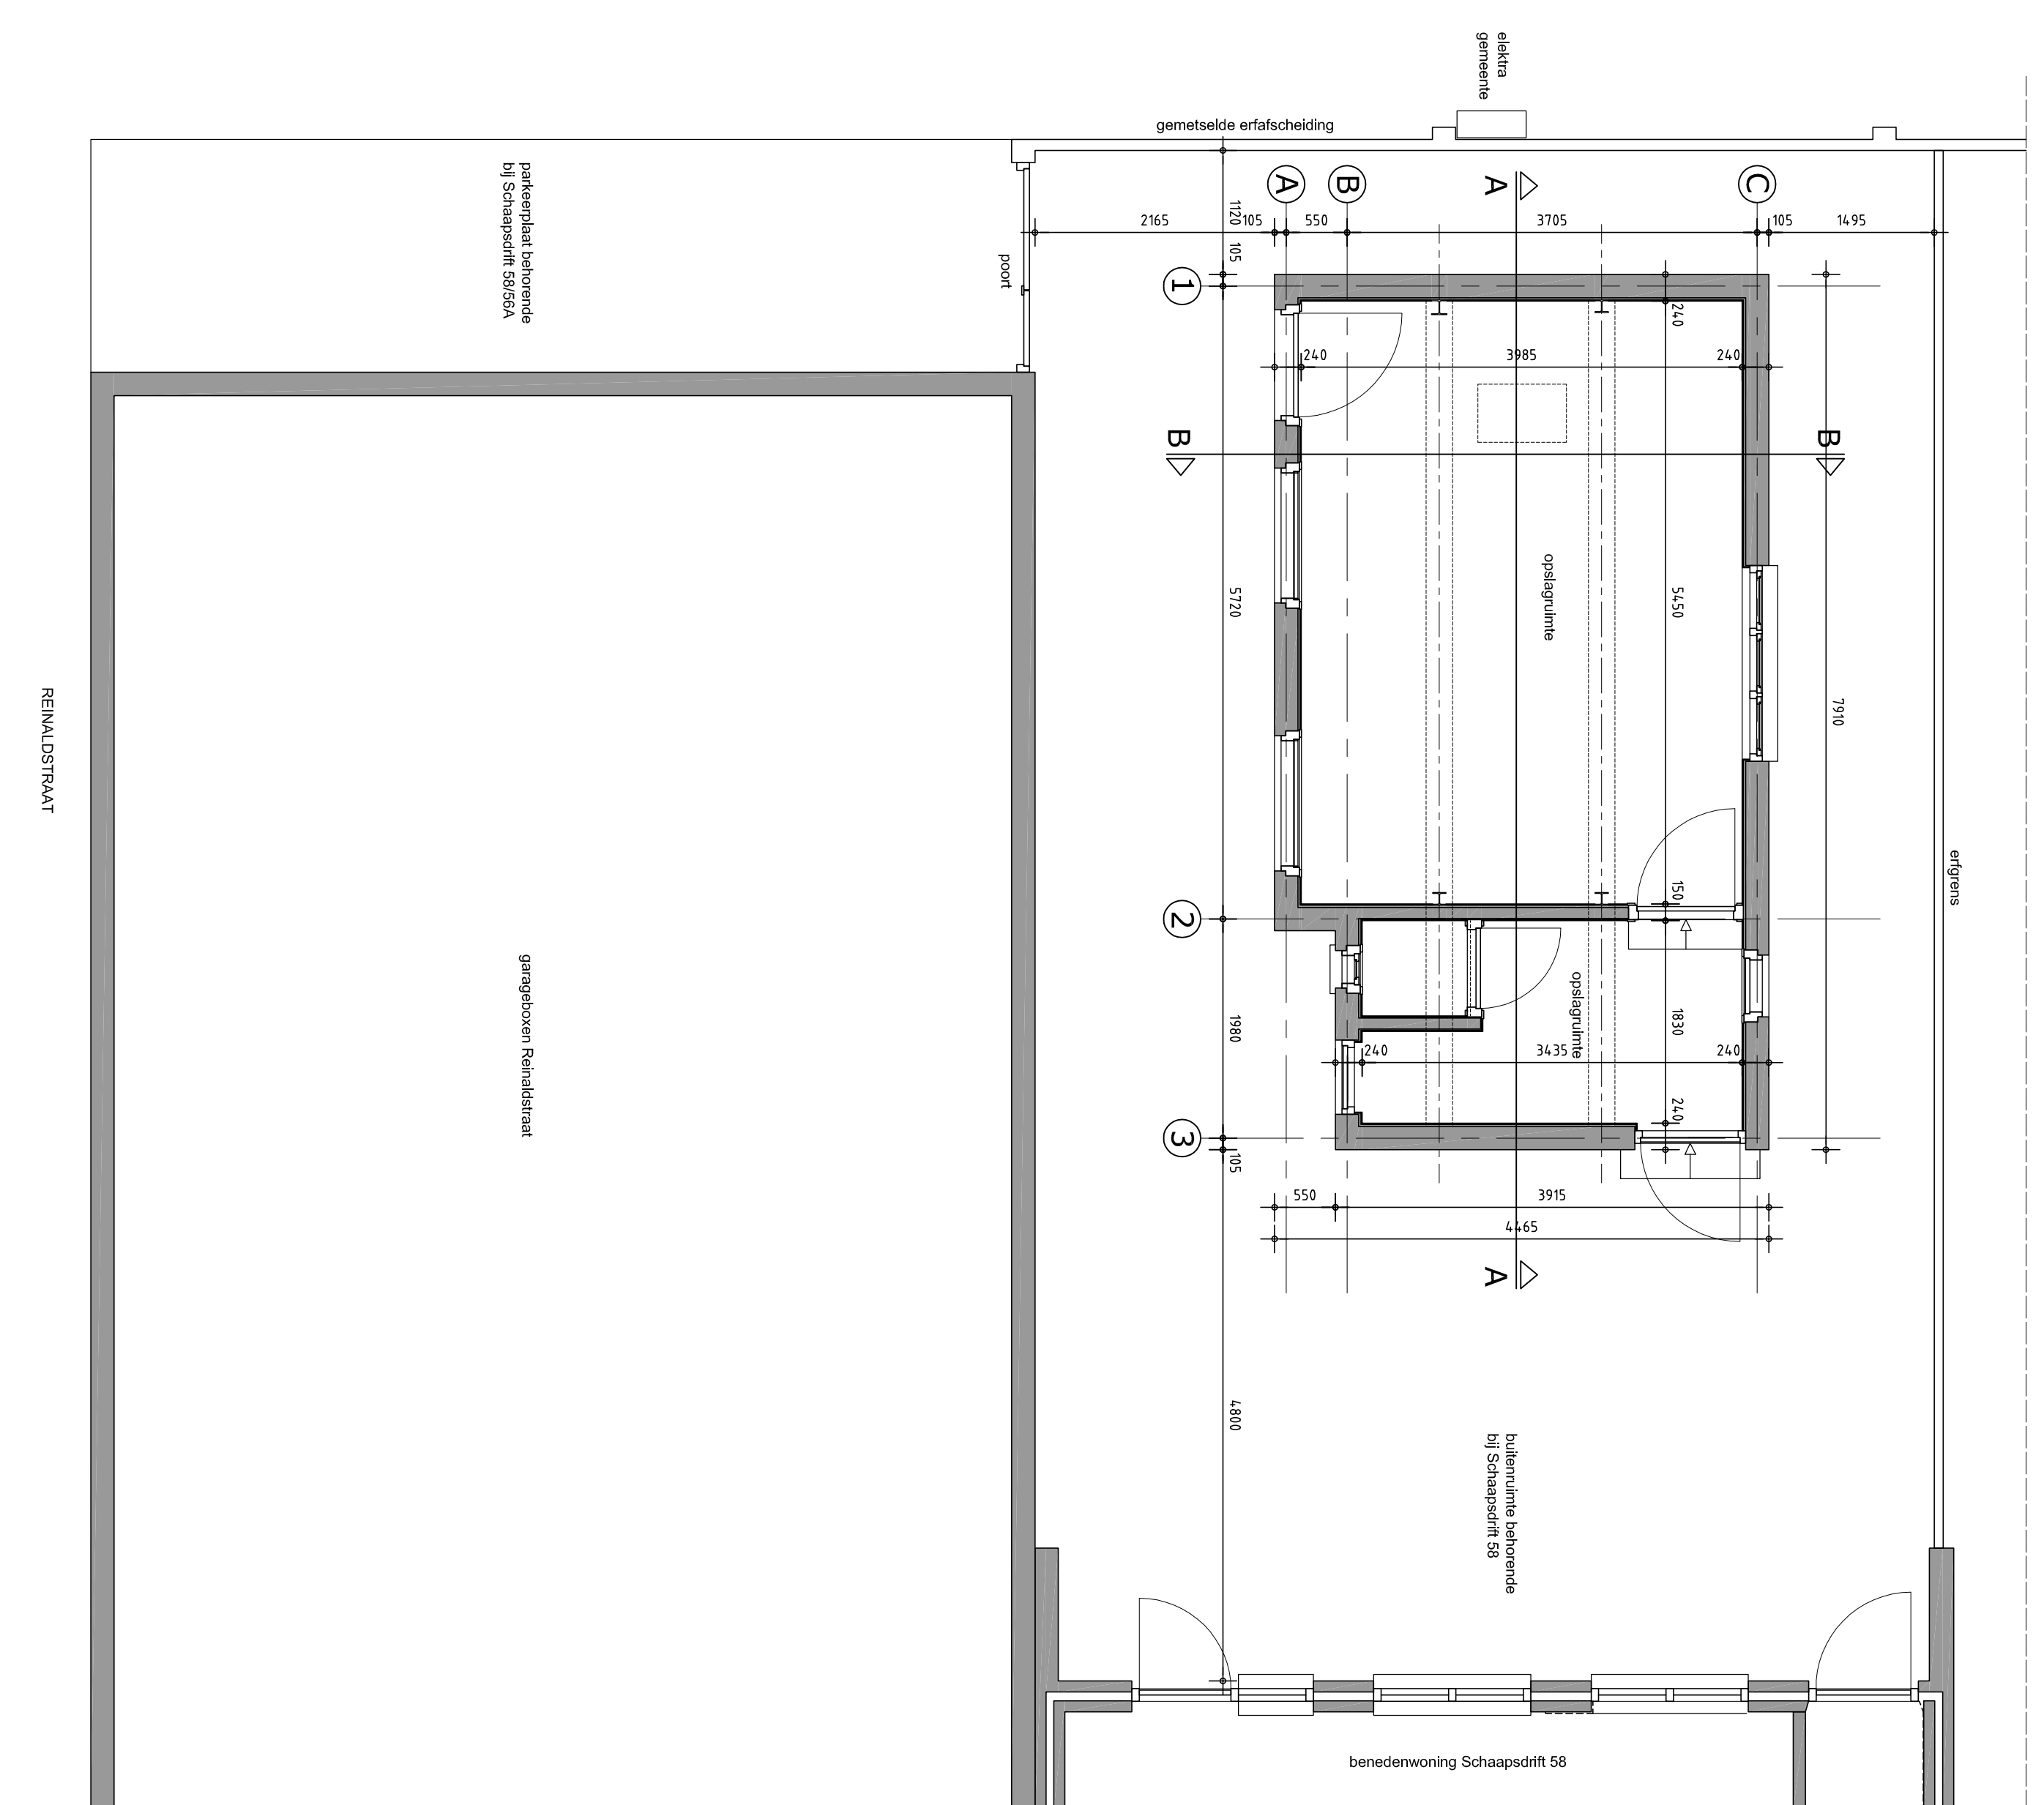 elektra
gemeente
gemetselde erfafscheiding
parkeerplaat behorende
bij Schaapsdrift 58/56A
poort
A
B
A
C
2165
1120
105
105
550
3705
105
1495
1
240
240
3985
240
B
B
opslagruimte
5720
5450
7910
REINALDSTRAAT
erfgrens
150
2
garageboxen Reinaldstraat
opslagruimte
1980
1830
240
3435
240
240
3
105
550
3915
4465
A
4800
buitenruimte behorende
bij Schaapsdrift 58
benedenwoning Schaapsdrift 58